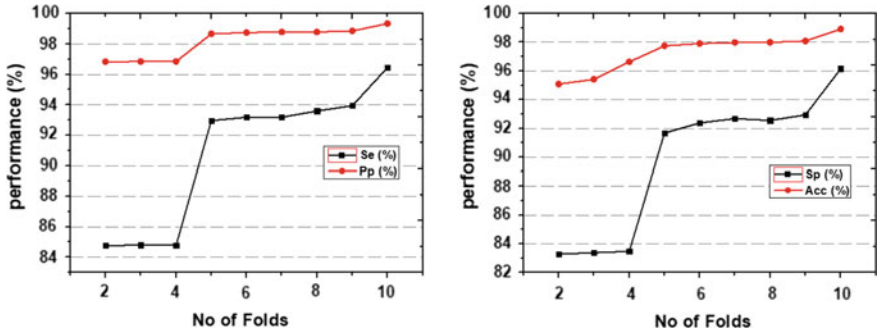 100
98
96
94
92
90
88
86
84
performance (%)
Se (%)
Pp (%)
2 4 6 8 10
No of Folds
100
98
96
94
92
90
88
86
84
82
performance (%)
Sp (%)
Acc (%)
2 4 6 8 10
No of Folds